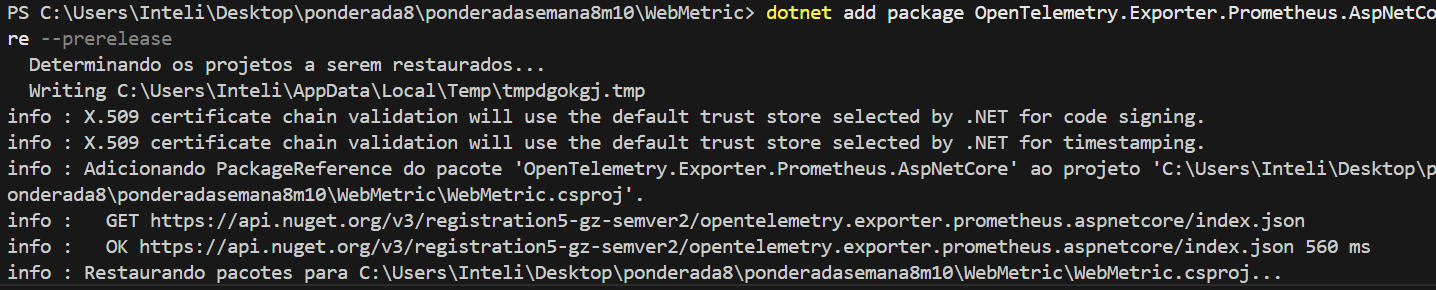 PS C:\Users\Inteli\Desktop\ponderada8\ponderadasemana8m10\WebMetric> dotnet add package OpenTelemetry.Exporter.Prometheus.AspNetCo
re --prerelease
  Determinando os projetos a serem restaurados...
  Writing C:\Users\Inteli\AppData\Local\Temp\tmpdgokgj.tmp
info : X.509 certificate chain validation will use the default trust store selected by .NET for code signing.
info : X.509 certificate chain validation will use the default trust store selected by .NET for timestamping.
info : Adicionando PackageReference do pacote 'OpenTelemetry.Exporter.Prometheus.AspNetCore' ao projeto 'C:\Users\Inteli\Desktop\p
onderada8\ponderadasemana8m10\WebMetric\WebMetric.csproj'.
info :   GET https://api.nuget.org/v3/registration5-gz-semver2/opentelemetry.exporter.prometheus.aspnetcore/index.json
info :   OK https://api.nuget.org/v3/registration5-gz-semver2/opentelemetry.exporter.prometheus.aspnetcore/index.json 560 ms
info : Restaurando pacotes para C:\Users\Inteli\Desktop\ponderada8\ponderadasemana8m10\WebMetric\WebMetric.csproj...